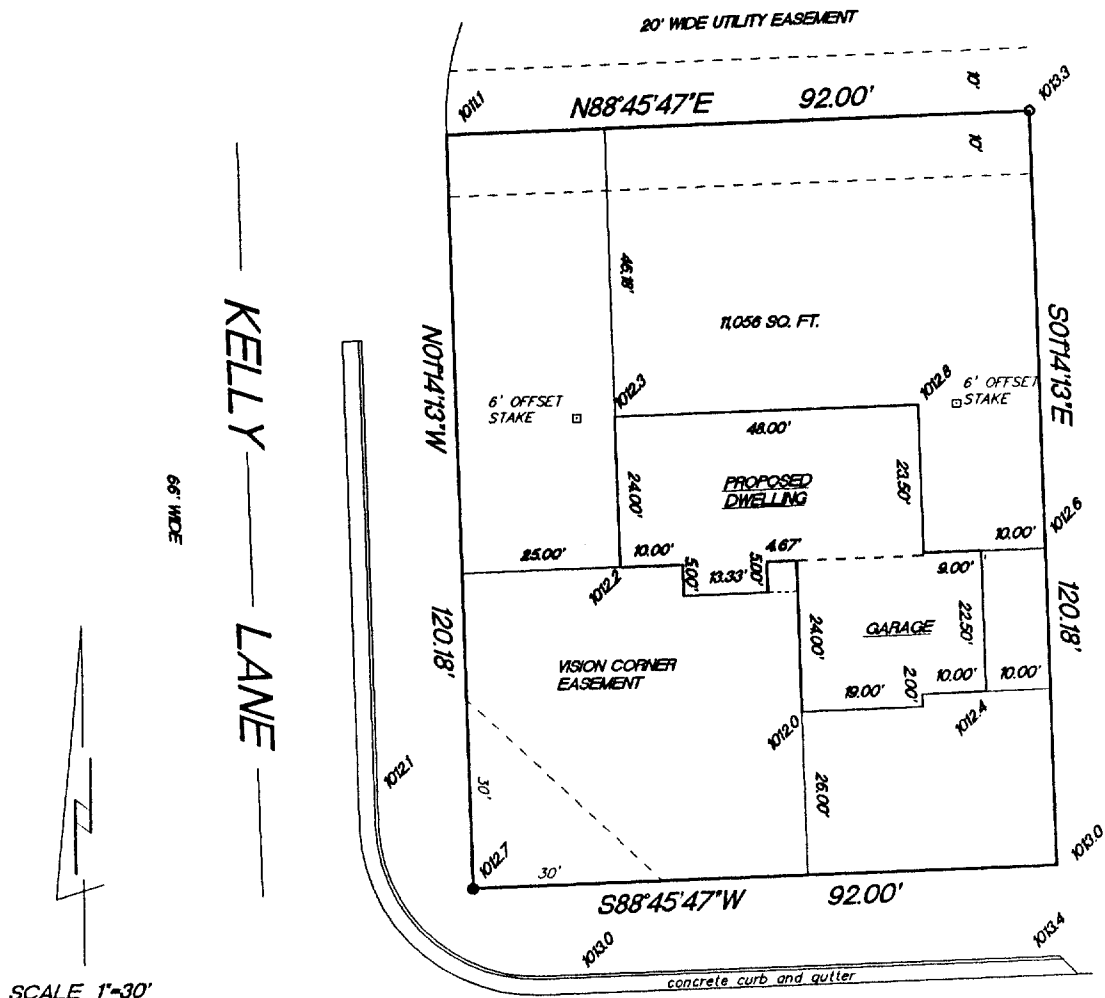 20' WIDE UTILITY EASEMENT
10'
1013.3
1011.1
N88°45'47"E 92.00'
10'
46.18'
11,056 SQ. FT.
KELLY LANE
66' WIDE
N01°14'13"W
120.18'
S01°14'13"E
120.18'
6' OFFSET
STAKE
1012.3
1012.8
6' OFFSET
STAKE
48.00'
24.00'
PROPOSED
DWELLING
23.50'
1012.6
25.00'
10.00'
4.67'
10.00'
1012.2
5.00'
13.33'
5.00'
9.00'
24.00'
GARAGE
22.50'
VISION CORNER
EASEMENT
19.00'
2.00'
10.00'
10.00'
1012.0
1012.4
1012.1
30'
26.00'
1012.7
30'
1013.0
S88°45'47"W 92.00'
1013.0
1013.4
concrete curb and gutter
SCALE 1"=30'